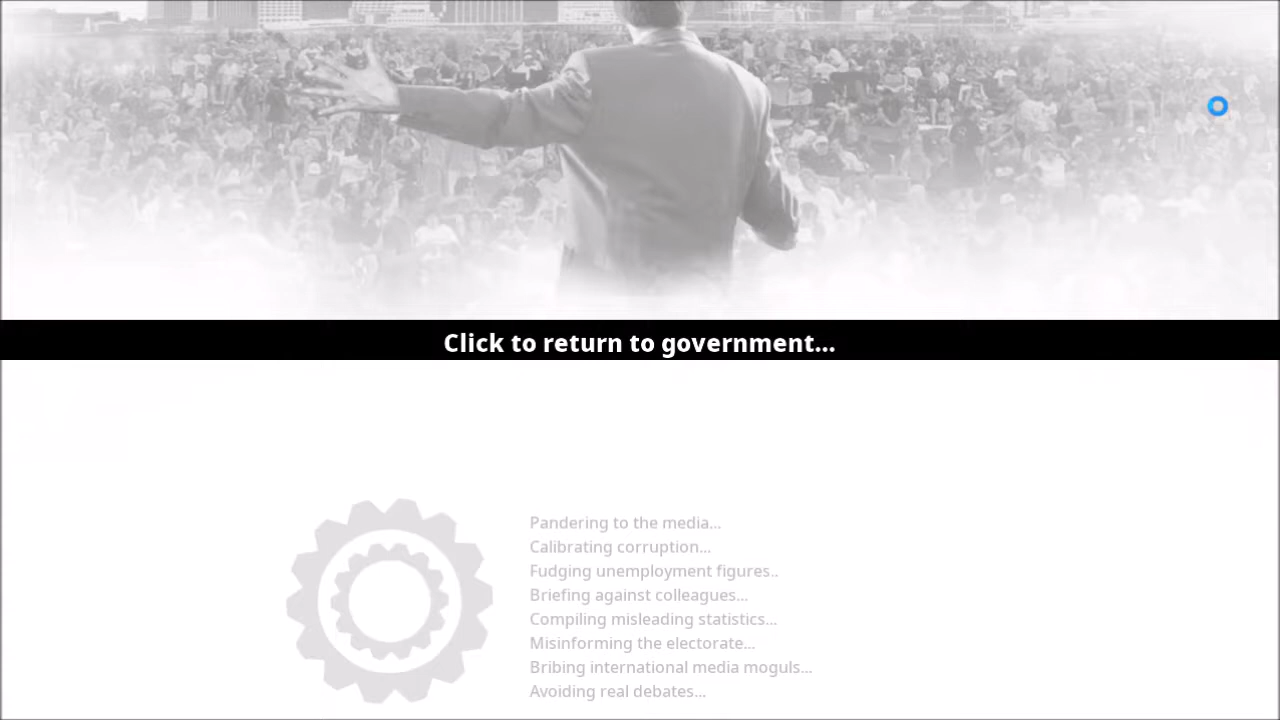 Click to return to government...
Pandering to the media...
Calibrating corruption...
Fudging unemployment figures..
Briefing against colleagues...
Compiling misleading statistics...
Misinforming the electorate...
Bribing international media moguls...
Avoiding real debates...